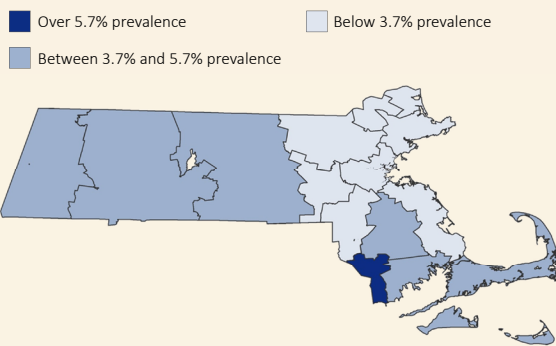 Over 5.7% prevalence
Below 3.7% prevalence
Between 3.7% and 5.7% prevalence